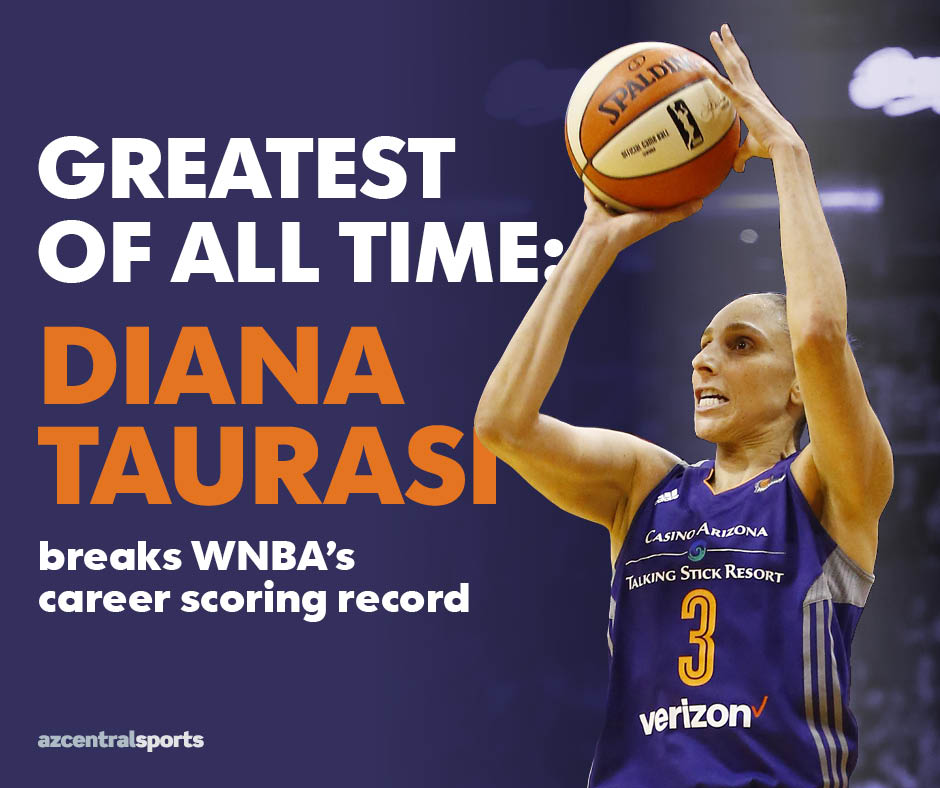 GREATEST
OF ALL TIME:
DIANA
TAURASI
breaks WNBA’s
career scoring record
azcentralsports
SPALDING
CASINO ARIZONA
TALKING STICK RESORT
3
verizon